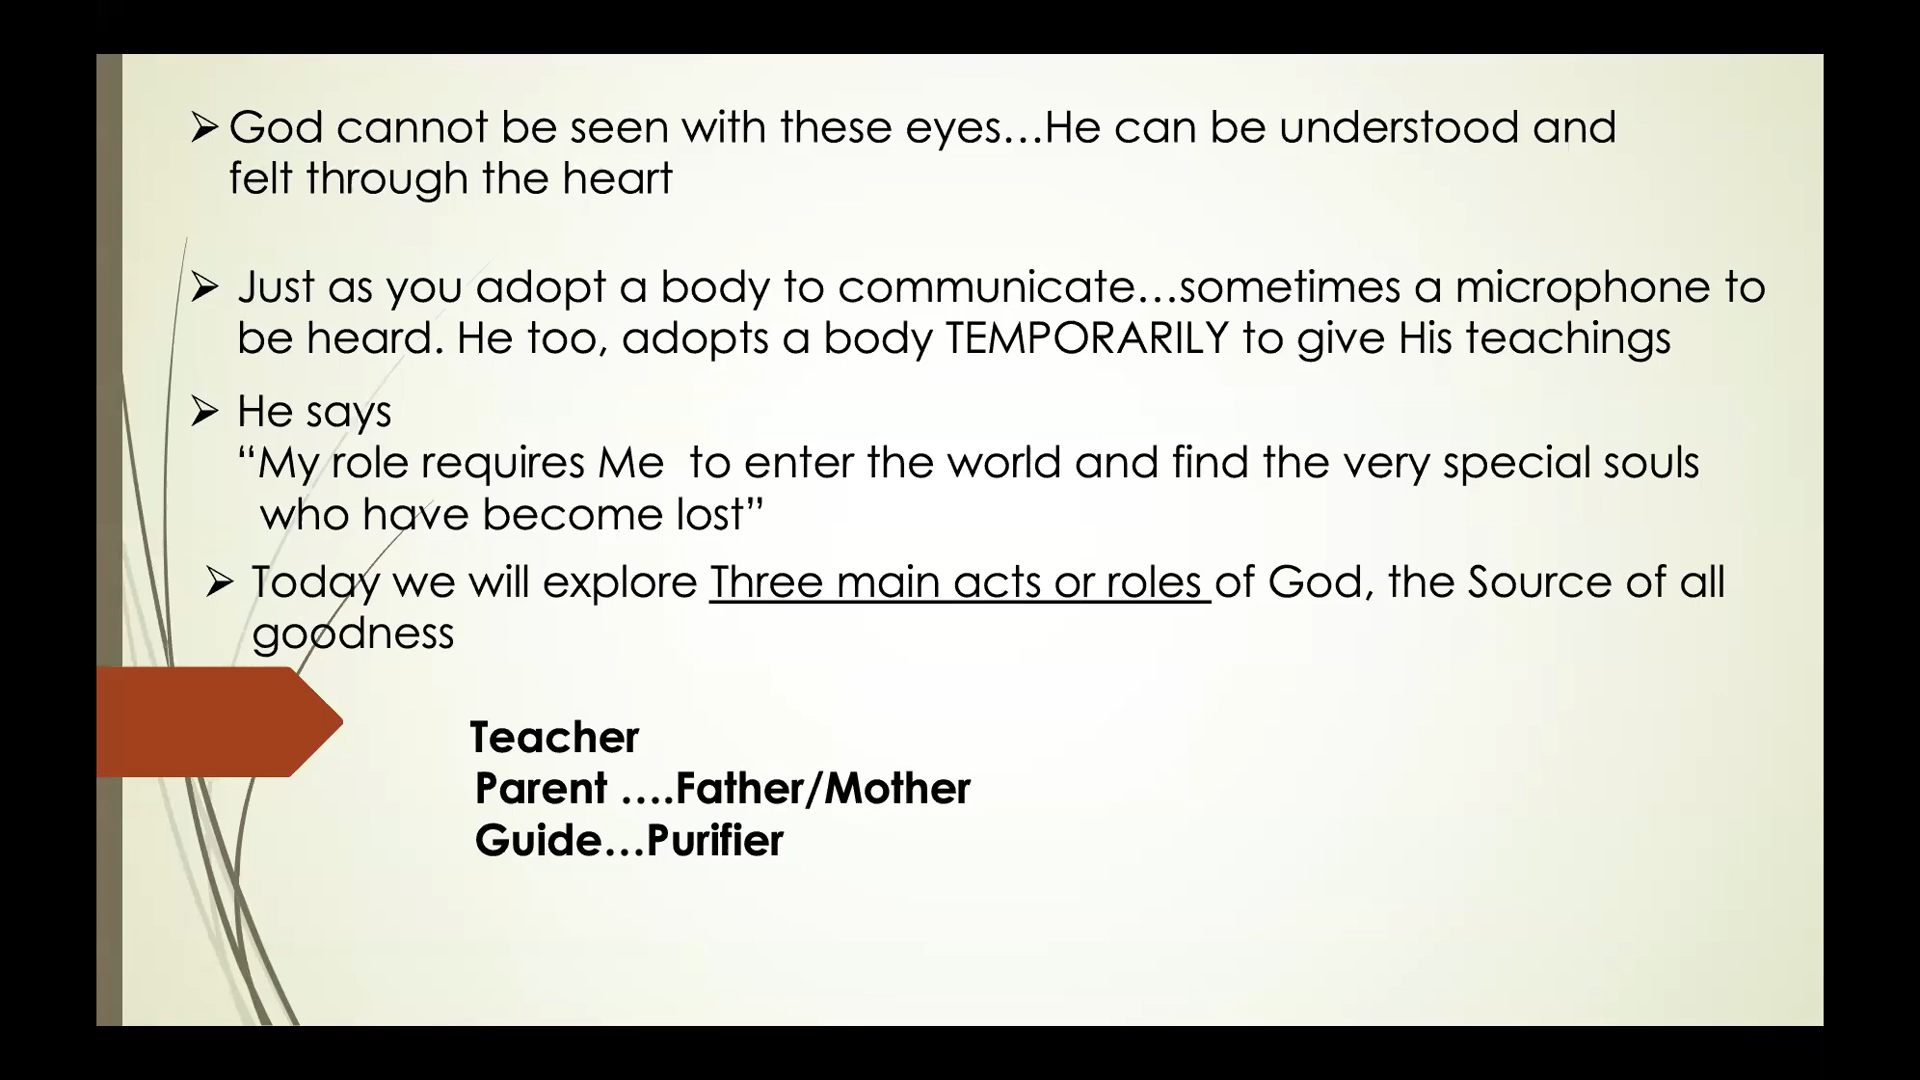 ➢ God cannot be seen with these eyes…He can be understood and
felt through the heart
➢ Just as you adopt a body to communicate…sometimes a microphone to
be heard. He too, adopts a body TEMPORARILY to give His teachings
➢ He says
“My role requires Me  to enter the world and find the very special souls
who have become lost”
➢ Today we will explore Three main acts or roles of God, the Source of all
goodness
Teacher
Parent ….Father/Mother
Guide…Purifier